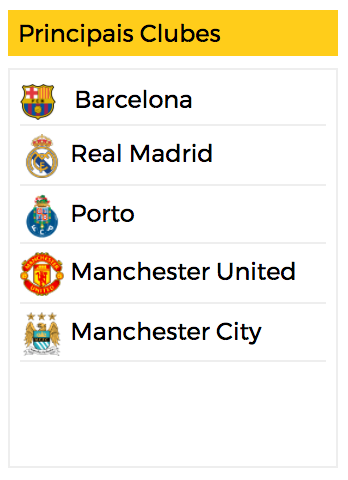 Principais Clubes
Barcelona
Real Madrid
Porto
Manchester United
Manchester City